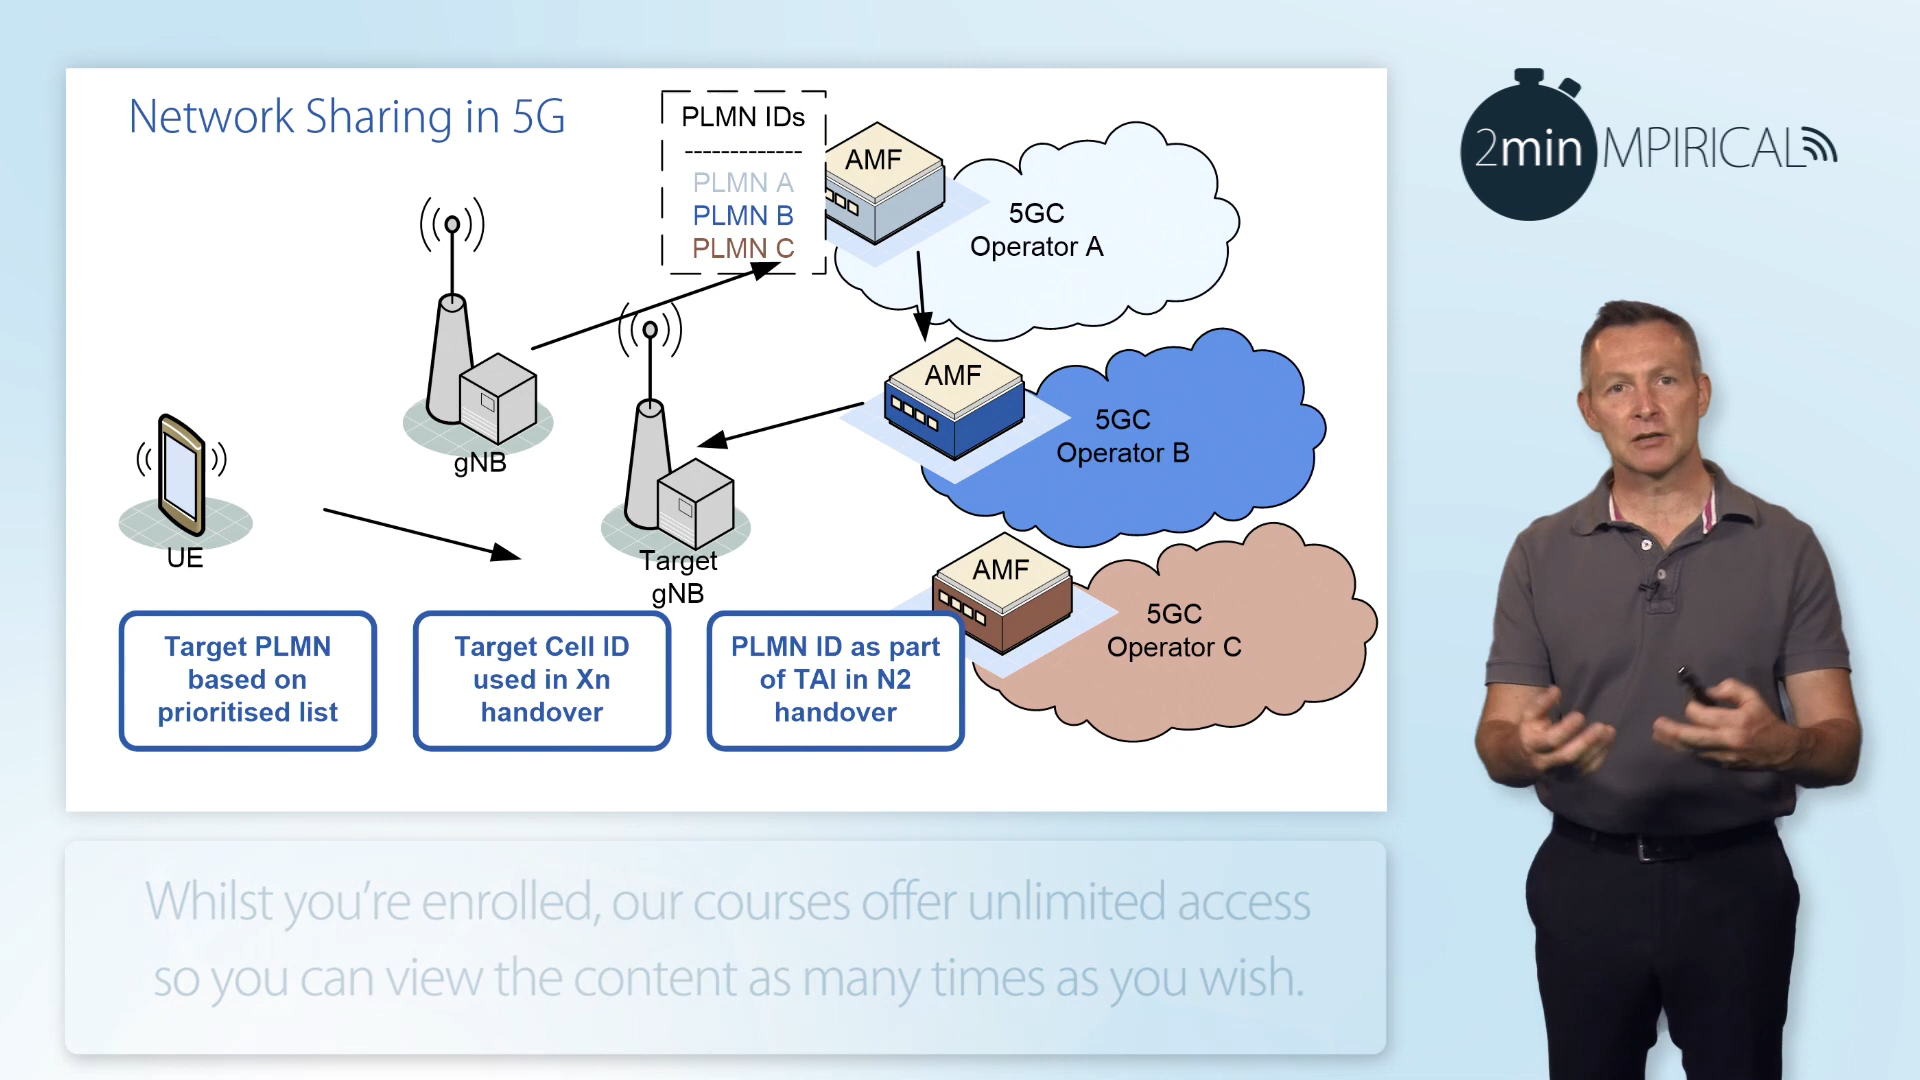 Network Sharing in 5G
PLMN IDs
-------------
PLMN A
PLMN B
PLMN C
AMF
5GC
Operator A
2min MPIRICAL
AMF
5GC
Operator B
gNB
UE
Target
gNB
AMF
5GC
Operator C
Target PLMN
based on
prioritised list
Target Cell ID
used in Xn
handover
PLMN ID as part
of TAI in N2
handover
Whilst you're enrolled, our courses offer unlimited access
so you can view the content as many times as you wish.